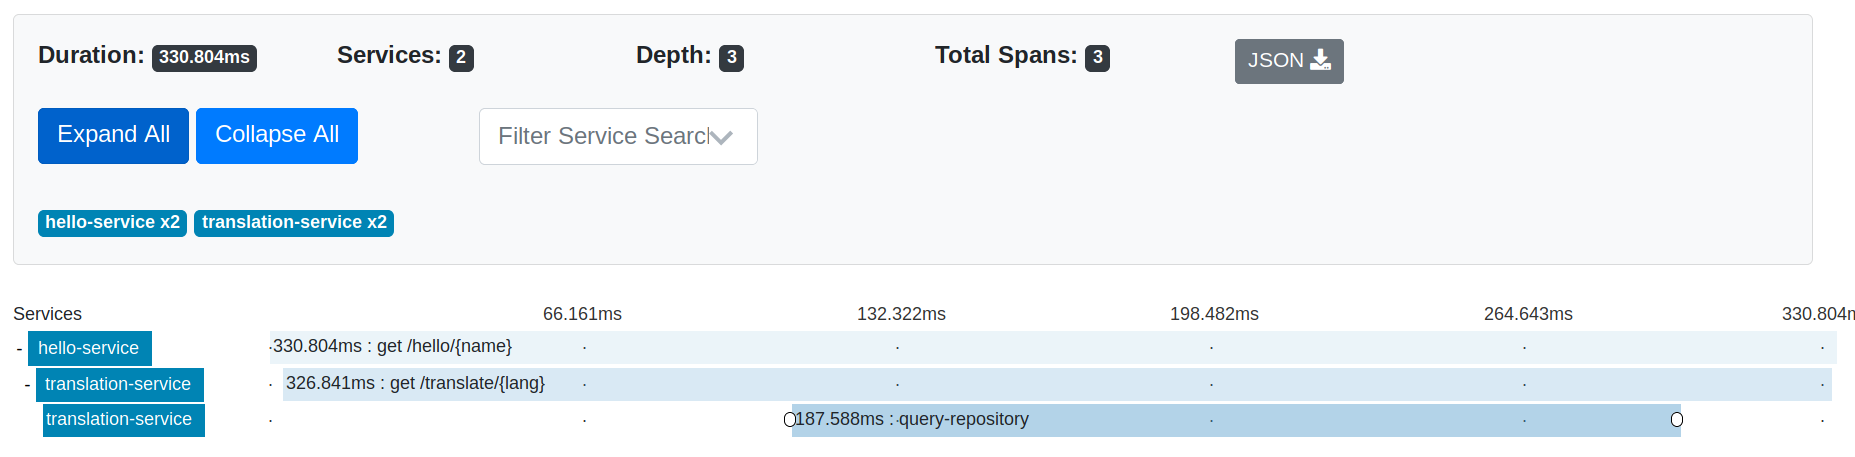 Duration: 330.804ms Services: 2 Depth: 3 Total Spans: 3 JSON
Expand All Collapse All Filter Service Searc
hello-service x2 translation-service x2
Services 66.161ms 132.322ms 198.482ms 264.643ms 330.804m
- hello-service 330.804ms : get /hello/{name}
- translation-service 326.841ms : get /translate/{lang}
translation-service 187.588ms : query-repository